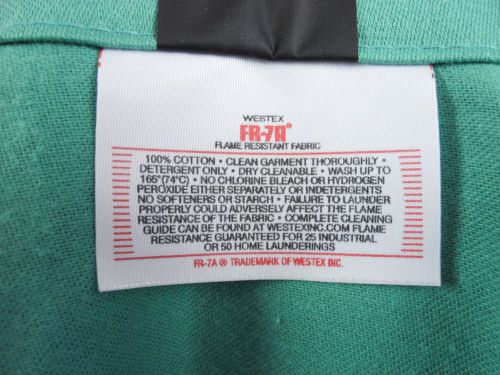 WESTEX
FR-7A®
FLAME RESISTANT FABRIC
100% COTTON • CLEAN GARMENT THOROUGHLY •
DETERGENT ONLY • DRY CLEANABLE • WASH UP TO
165° (74°C) • NO CHLORINE BLEACH OR HYDROGEN
PEROXIDE EITHER SEPARATELY OR INDETERGENTS
NO SOFTENERS OR STARCH • FAILURE TO LAUNDER
PROPERLY COULD ADVERSELY AFFECT THE FLAME
RESISTANCE OF THE FABRIC • COMPLETE CLEANING
GUIDE CAN BE FOUND AT WESTEXINC.COM FLAME
RESISTANCE GUARANTEED FOR 25 INDUSTRIAL
OR 50 HOME LAUNDERINGS
FR-7A ® TRADEMARK OF WESTEX INC.